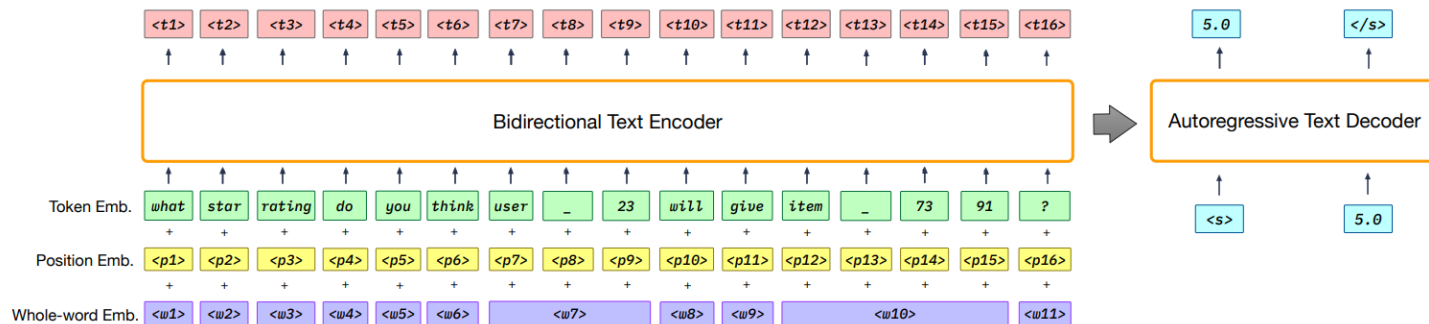 <t1> <t2> <t3> <t4> <t5> <t6> <t7> <t8> <t9> <t10> <t11> <t12> <t13> <t14> <t15> <t16> 5.0 </s>
Bidirectional Text Encoder Autoregressive Text Decoder
Token Emb. what star rating do you think user _ 23 will give item _ 73 91 ? <s> 5.0
+ + + + + + + + + + + + + + + +
Position Emb. <p1> <p2> <p3> <p4> <p5> <p6> <p7> <p8> <p9> <p10> <p11> <p12> <p13> <p14> <p15> <p16>
+ + + + + + + + + + + + + + + +
Whole-word Emb. <w1> <w2> <w3> <w4> <w5> <w6> <w7> <w8> <w9> <w10> <w11>